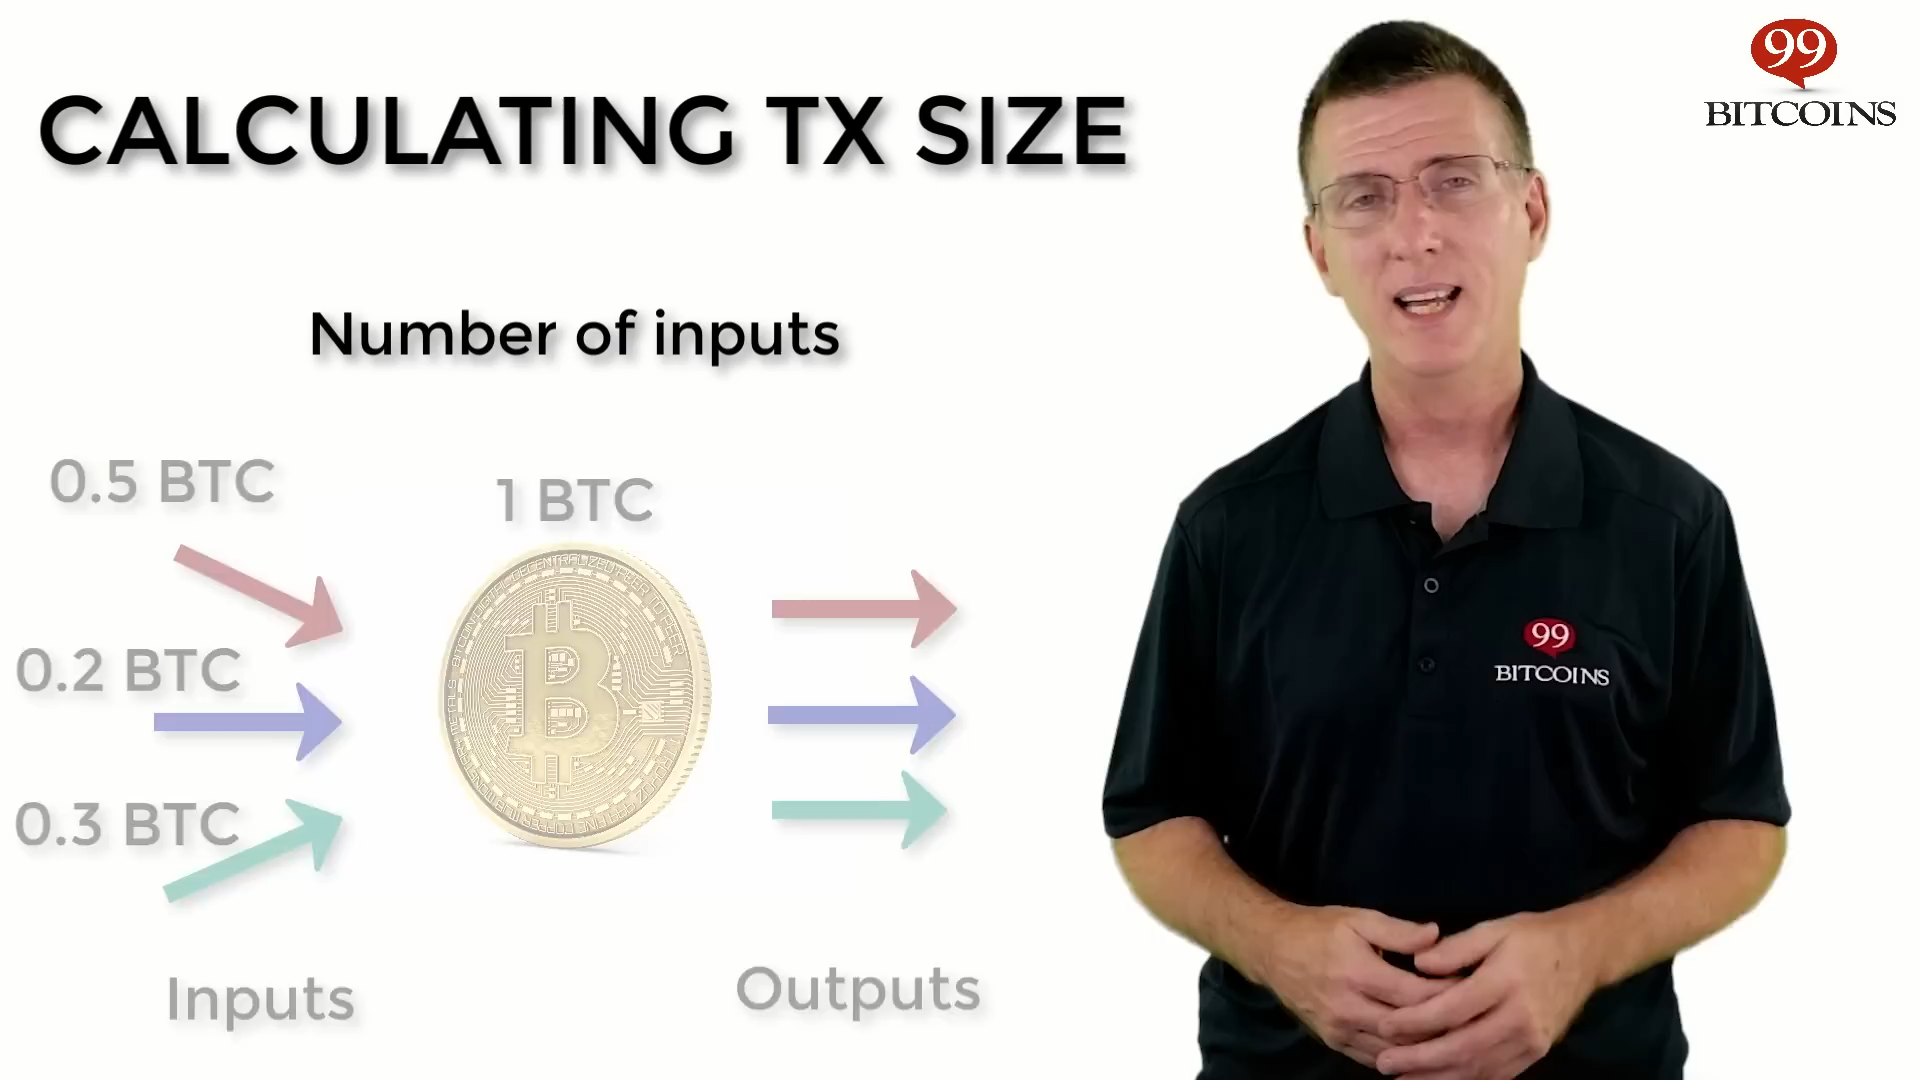 CALCULATING TX SIZE
99
BITCOINS
Number of inputs
0.5 BTC
1 BTC
0.2 BTC
0.3 BTC
Inputs
Outputs
99
BITCOINS